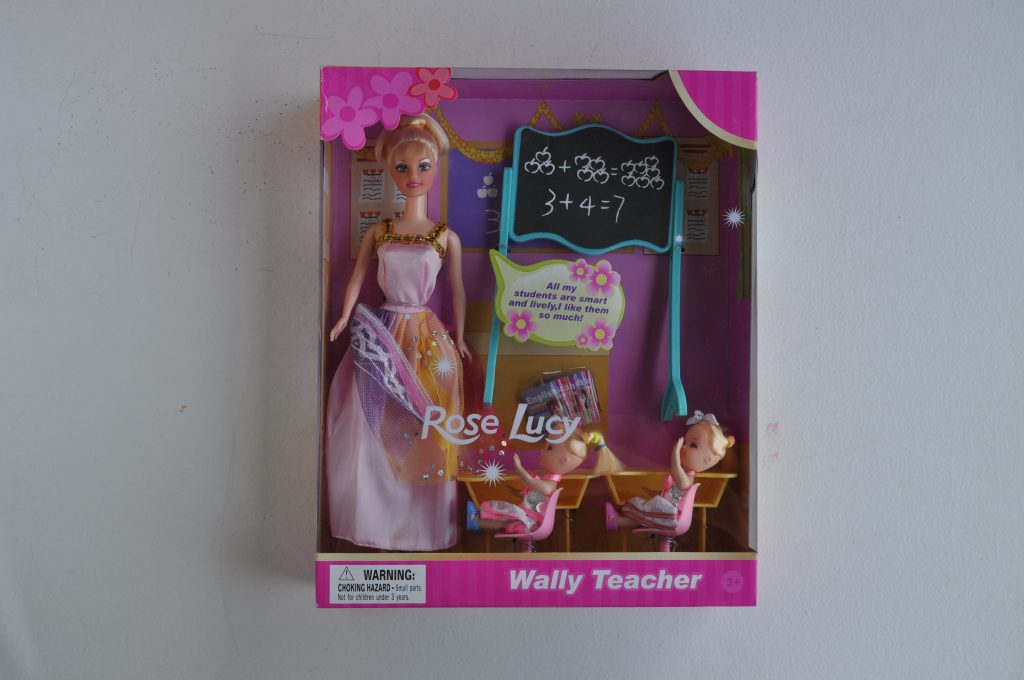 3+4=7
All my
students are smart
and lively,I like them
so much!
Rose Lucy
WARNING:
CHOKING HAZARD - Small parts.
Not for children under 3 years.
Wally Teacher
3+